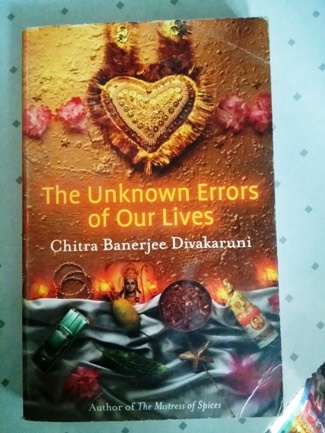 The Unknown Errors
of Our Lives
Chitra Banerjee Divakaruni
Author of The Mistress of Spices